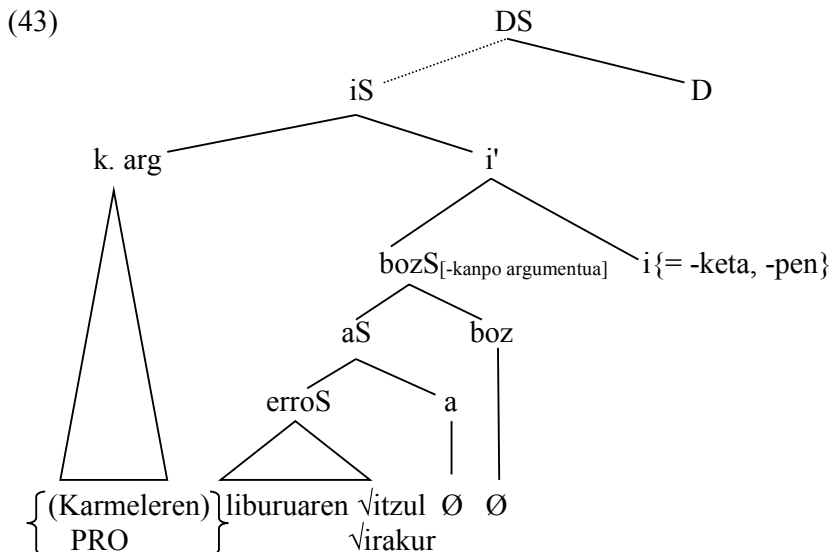 (43) DS
iS D
k. arg i'
bozS[-kanpo argumentua] i{= -keta, -pen}
aS boz
erroS a
{(Karmeleren)} liburuaren √itzul Ø Ø
PRO √irakur